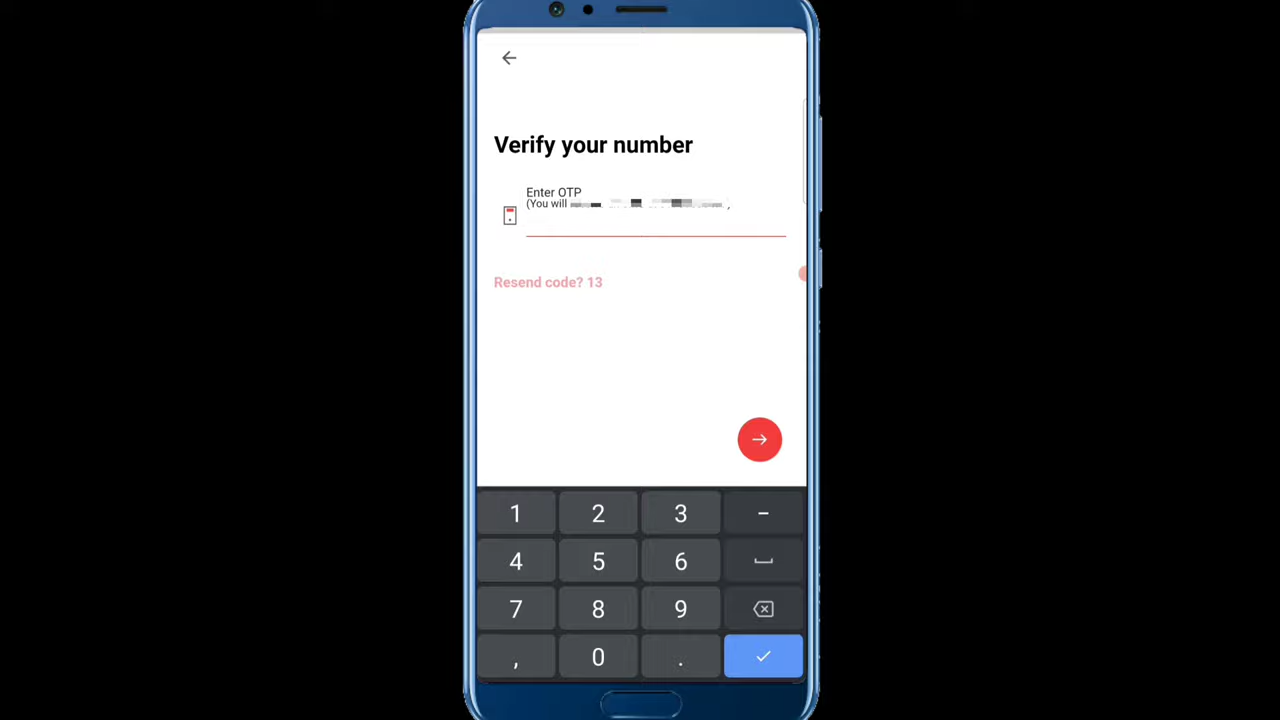 Verify your number
Enter OTP
(You will
Resend code? 13
1 2 3 −
4 5 6
7 8 9
, 0 .